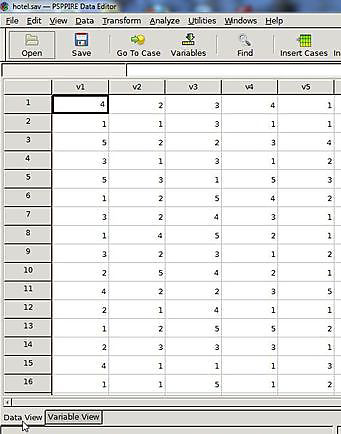 hotel.sav — PSPPIRE Data Editor
File Edit View Data Transform Analyze Utilities Windows Help
Open Save Go To Case Variables Find Insert Cases In
v1 v2 v3 v4 v5
1 4 2 3 4 1
2 1 1 3 1 1
3 5 2 2 3 4
4 3 1 3 1 2
5 5 3 1 5 3
6 1 2 5 4 2
7 3 2 4 3 1
8 1 4 5 2 1
9 3 2 3 1 2
10 2 5 4 2 1
11 4 2 2 3 5
12 2 1 4 1 1
13 1 2 5 5 2
14 2 3 3 3 1
15 4 1 1 1 3
16 1 1 5 1 2
Data View Variable View